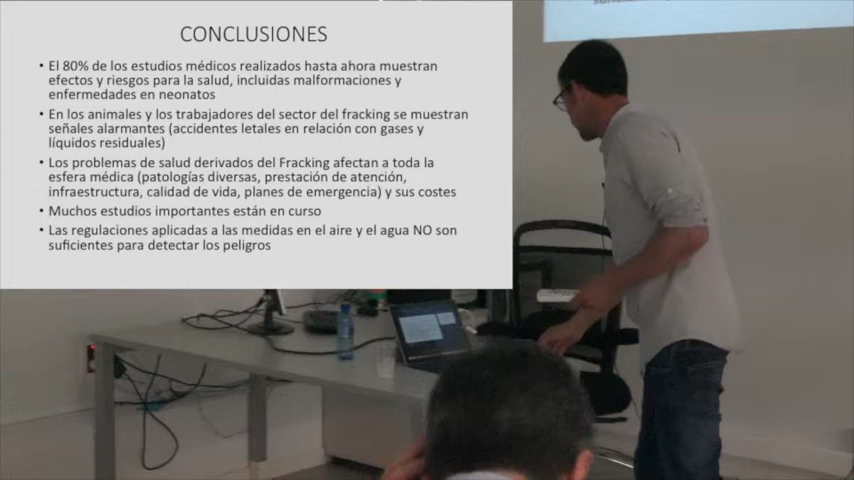 CONCLUSIONES
• El 80% de los estudios médicos realizados hasta ahora muestran
efectos y riesgos para la salud, incluidas malformaciones y
enfermedades en neonatos
• En los animales y los trabajadores del sector del fracking se muestran
señales alarmantes (accidentes letales en relación con gases y
líquidos residuales)
• Los problemas de salud derivados del Fracking afectan a toda la
esfera médica (patologías diversas, prestación de atención,
infraestructura, calidad de vida, planes de emergencia) y sus costes
• Muchos estudios importantes están en curso
• Las regulaciones aplicadas a las medidas en el aire y el agua NO son
suficientes para detectar los peligros